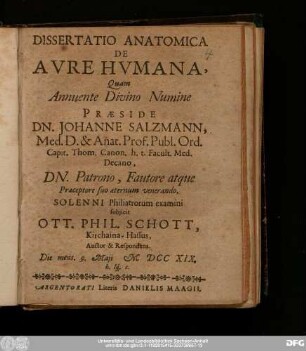 DISSERTATIO ANATOMICA
DE
AVRE HVMANA,
Quam
Annuente Divino Numine
PRÆSIDE
DN. JOHANNE SALZMANN,
Med. D. & Anat. Prof. Publ. Ord.
Capit. Thom. Canon. h. t. Facult. Med.
Decano,
DN. Patrono, Fautore atque
Præceptore suo æternum venerando,
SOLENNI Philiatrorum examini
subjicit
OTT. PHIL. SCHOTT,
Kirchaina-Hassus,
Auctor & Respondens.
Die mens. Maji M DCC XIX.
ARGENTORATI Literis DANIELIS MAAGII.